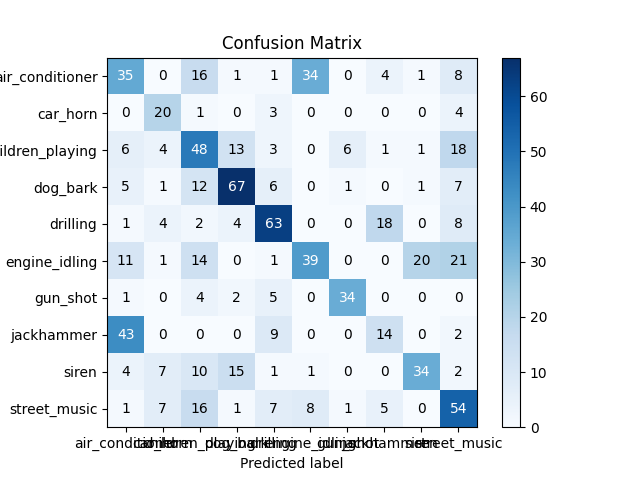 Confusion Matrix
air_conditioner 35 0 16 1 1 34 0 4 1 8
car_horn 0 20 1 0 3 0 0 0 0 4
ildren_playing 6 4 48 13 3 0 6 1 1 18
dog_bark 5 1 12 67 6 0 1 0 1 7
drilling 1 4 2 4 63 0 0 18 0 8
engine_idling 11 1 14 0 1 39 0 0 20 21
gun_shot 1 0 4 2 5 0 34 0 0 0
jackhammer 43 0 0 0 9 0 0 14 0 2
siren 4 7 10 15 1 1 0 0 34 2
street_music 1 7 16 1 7 8 1 5 0 54
street_music
Predicted label
60
50
40
30
20
10
0